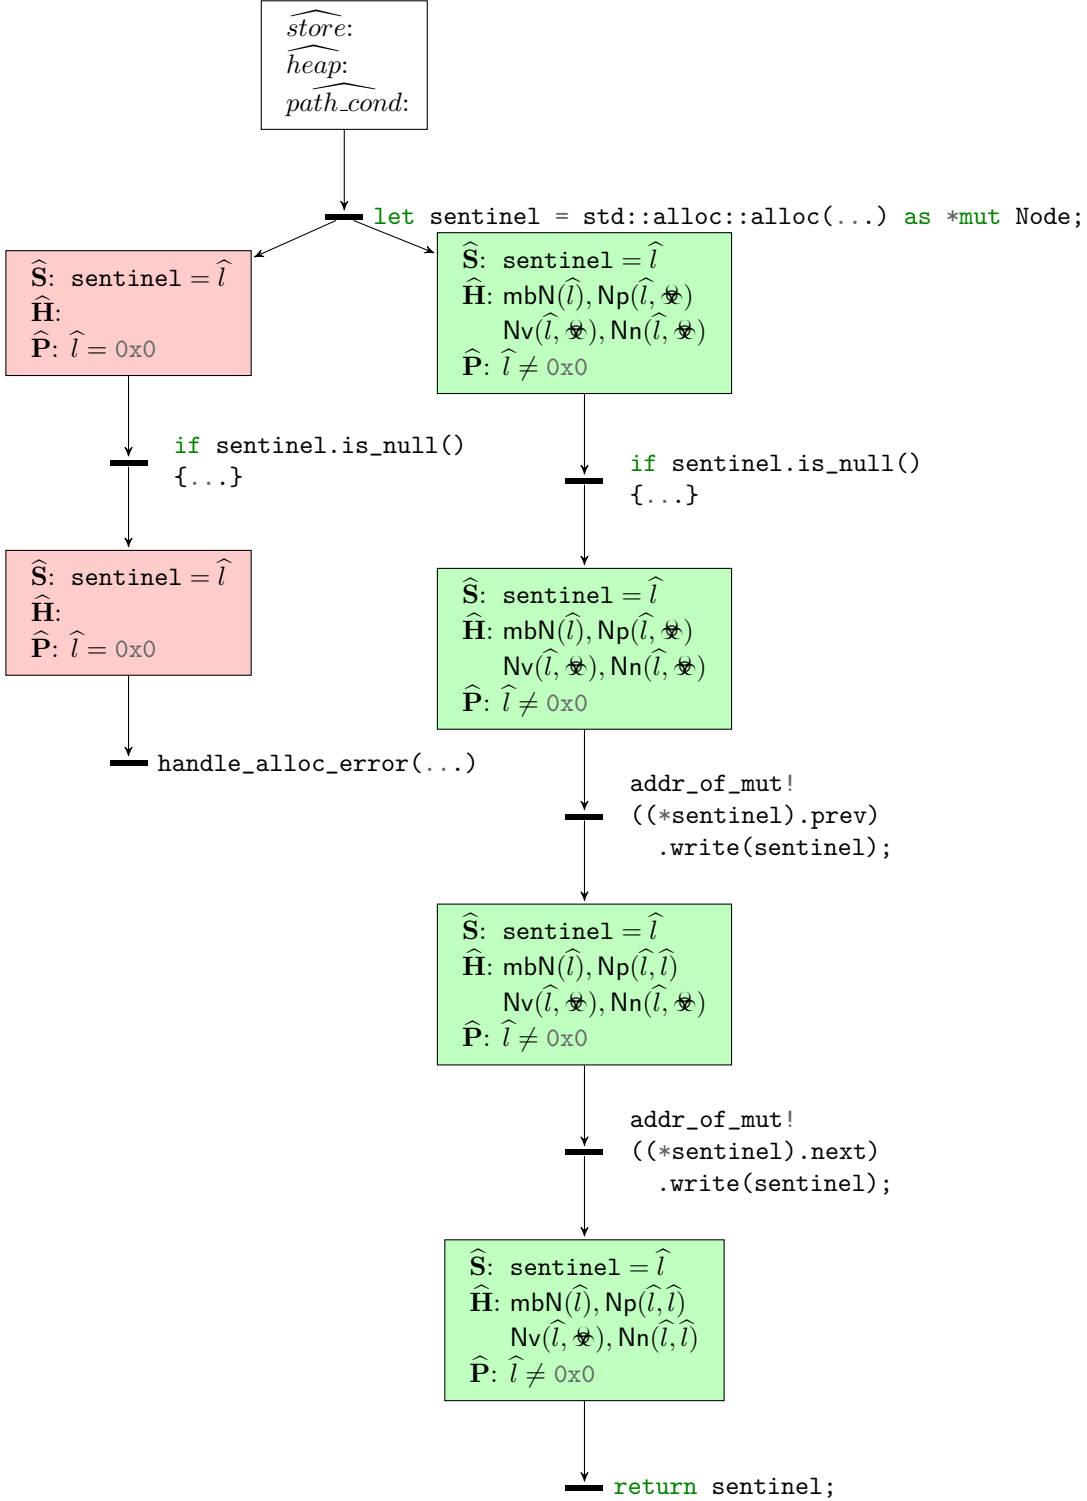 store:
heap:
path_cond:
let sentinel = std::alloc::alloc(...) as *mut Node;
Ŝ: sentinel = l̂
Ĥ:
P̂: l̂ = 0x0
Ŝ: sentinel = l̂
Ĥ: mbN(l̂), Np(l̂, ☣)
Nv(l̂, ☣), Nn(l̂, ☣)
P̂: l̂ ≠ 0x0
if sentinel.is_null()
{...}
if sentinel.is_null()
{...}
Ŝ: sentinel = l̂
Ĥ:
P̂: l̂ = 0x0
Ŝ: sentinel = l̂
Ĥ: mbN(l̂), Np(l̂, ☣)
Nv(l̂, ☣), Nn(l̂, ☣)
P̂: l̂ ≠ 0x0
handle_alloc_error(...)
addr_of_mut!
((*sentinel).prev)
.write(sentinel);
Ŝ: sentinel = l̂
Ĥ: mbN(l̂), Np(l̂, l̂)
Nv(l̂, ☣), Nn(l̂, ☣)
P̂: l̂ ≠ 0x0
addr_of_mut!
((*sentinel).next)
.write(sentinel);
Ŝ: sentinel = l̂
Ĥ: mbN(l̂), Np(l̂, l̂)
Nv(l̂, ☣), Nn(l̂, l̂)
P̂: l̂ ≠ 0x0
return sentinel;